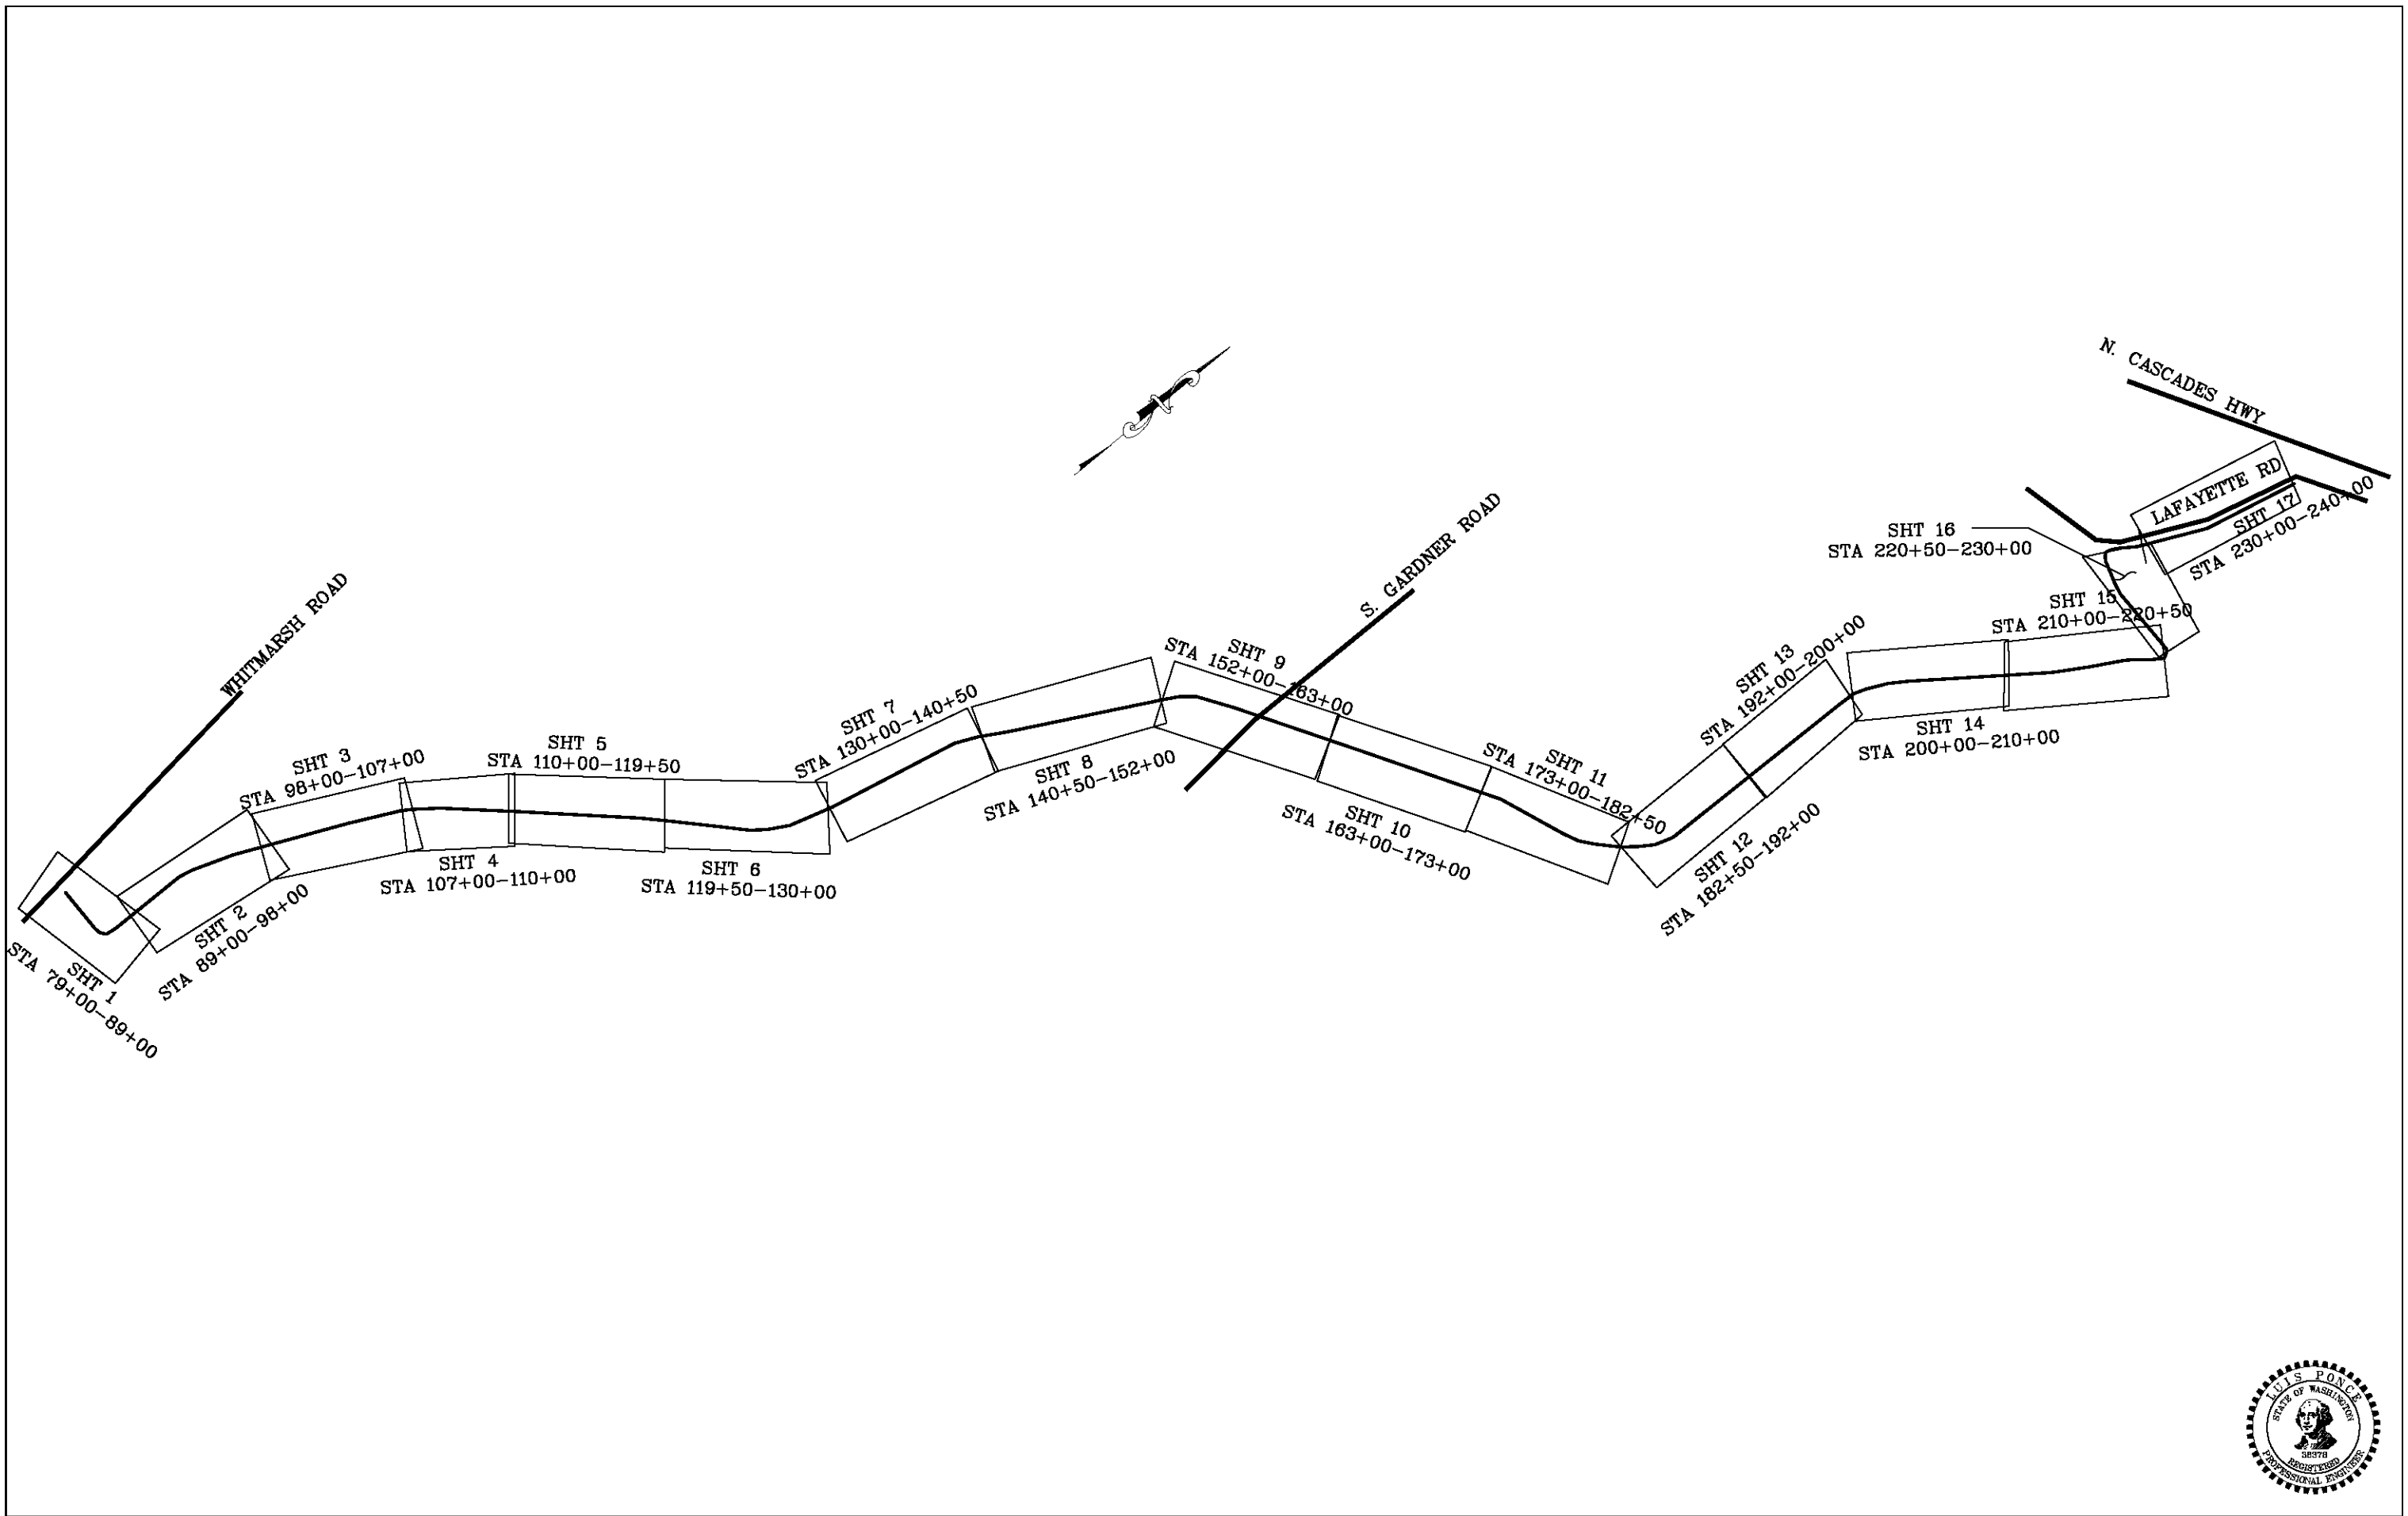 N. CASCADES HWY
LAFAYETTE RD
SHT 17
STA 230+00-240+00
SHT 16
STA 220+50-230+00
SHT 15
STA 210+00-220+50
S. GARDNER ROAD
WHITMARSH ROAD
SHT 1
STA 79+00-89+00
SHT 2
STA 89+00-98+00
SHT 3
STA 98+00-107+00
SHT 4
STA 107+00-110+00
SHT 5
STA 110+00-119+50
SHT 6
STA 119+50-130+00
SHT 7
STA 130+00-140+50
SHT 8
STA 140+50-152+00
SHT 9
STA 152+00-163+00
SHT 10
STA 163+00-173+00
SHT 11
STA 173+00-182+50
SHT 12
STA 182+50-192+00
SHT 13
STA 192+00-200+00
SHT 14
STA 200+00-210+00
N
LUIS PONCE
STATE OF WASHINGTON
38378
REGISTERED
PROFESSIONAL ENGINEER